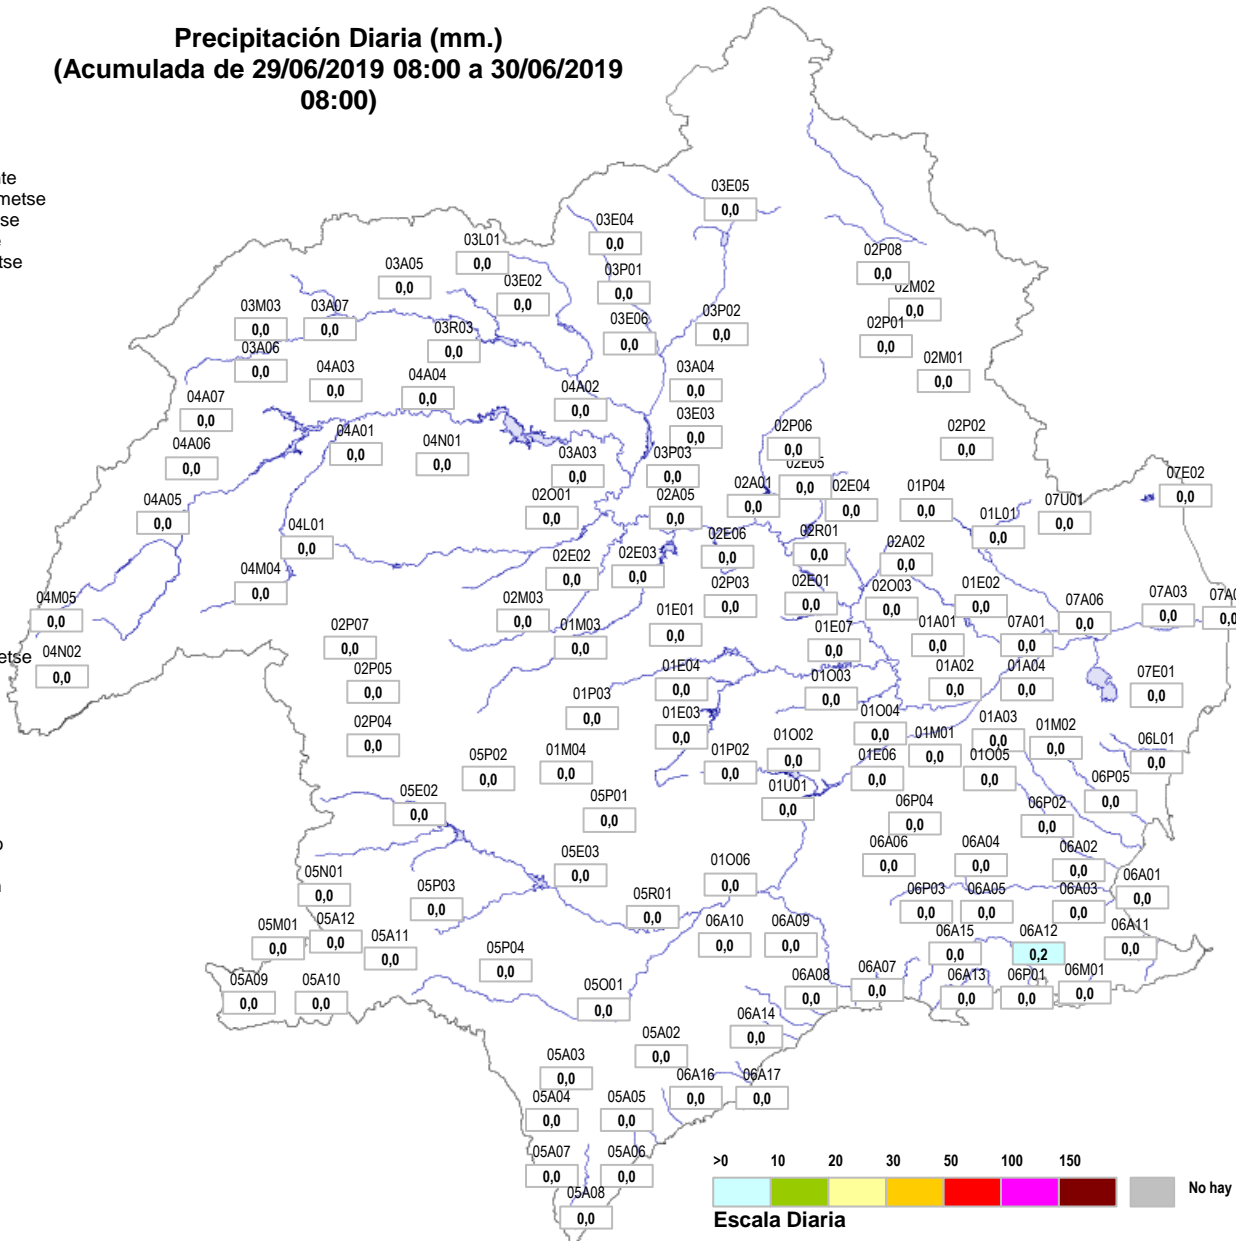 Precipitación Diaria (mm.)
(Acumulada de 29/06/2019 08:00 a 30/06/2019
08:00)
te
metse
se
e
tse
03E05
0,0
03E04
0,0
03L01
0,0
02P08
0,0
03A05
0,0
03P01
0,0
03E02
0,0
02M02
0,0
03M03
0,0
03A07
0,0
03R03
0,0
03E06
0,0
03P02
0,0
02P01
0,0
03A06
0,0
04A03
0,0
04A04
0,0
04A02
0,0
03A04
0,0
02M01
0,0
04A07
0,0
03E03
0,0
04A06
0,0
04A01
0,0
04N01
0,0
03A03
0,0
03P03
0,0
02P06
0,0
02P02
0,0
02E05
0,0
07E02
0,0
04A05
0,0
02O01
0,0
02A05
0,0
02A01
0,0
02E04
0,0
01P04
0,0
01L01
0,0
07U01
0,0
04L01
0,0
02E02
0,0
02E03
0,0
02E06
0,0
02R01
0,0
02A02
0,0
04M04
0,0
04M05
0,0
02M03
0,0
01E01
0,0
02P03
0,0
02E01
0,0
02O03
0,0
01E02
0,0
07A06
0,0
07A03
0,0
07A0
0,0
02P07
0,0
01M03
0,0
01E07
0,0
01A01
0,0
07A01
0,0
etse
04N02
0,0
02P05
0,0
01P03
0,0
01E04
0,0
01O03
0,0
01A02
0,0
01A04
0,0
07E01
0,0
02P04
0,0
01E03
0,0
01O04
0,0
01M01
0,0
01A03
0,0
01M02
0,0
06L01
0,0
05P02
0,0
01M04
0,0
01P02
0,0
01O02
0,0
01E06
0,0
01O05
0,0
06P05
0,0
05E02
0,0
05P01
0,0
01U01
0,0
06P04
0,0
06P02
0,0
o
05E03
0,0
01O06
0,0
06A06
0,0
06A04
0,0
06A02
0,0
05N01
0,0
05P03
0,0
05R01
0,0
06P03
0,0
06A05
0,0
06A03
0,0
06A01
0,0
05M01
0,0
05A12
0,0
05A11
0,0
05P04
0,0
06A10
0,0
06A09
0,0
06A15
0,0
06A12
0,2
06A11
0,0
05A09
0,0
05A10
0,0
05O01
0,0
06A08
0,0
06A07
0,0
06A13
0,0
06P01
0,0
06M01
0,0
05A02
0,0
06A14
0,0
05A03
0,0
06A16
0,0
06A17
0,0
05A04
0,0
05A05
0,0
05A07
0,0
05A06
0,0
05A08
0,0
>0 10 20 30 50 100 150
No hay
Escala Diaria